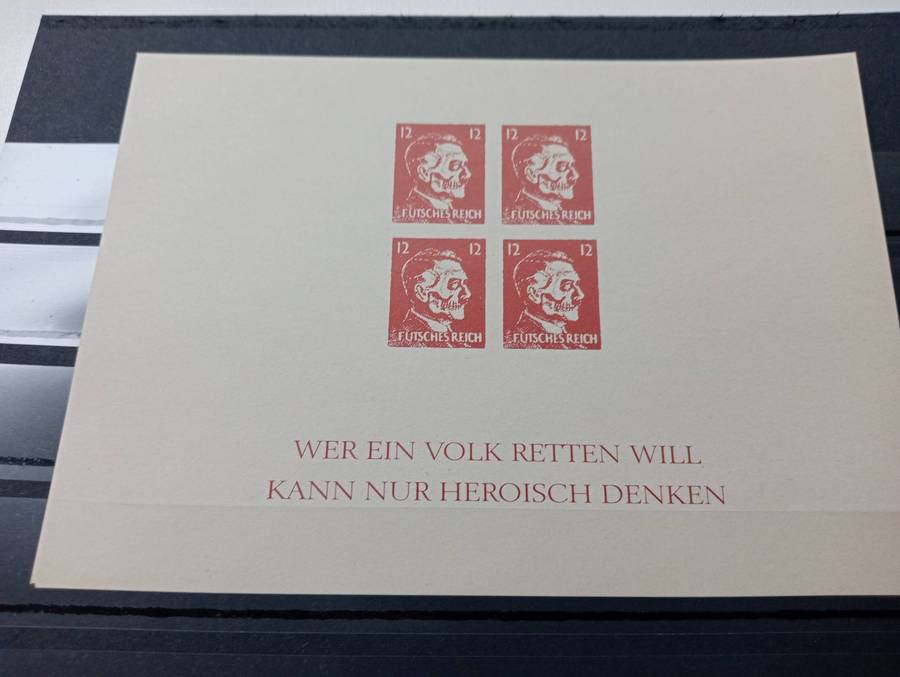 12 12 12 12
FUTSCHES REICH FUTSCHES REICH
12 12 12 12
FUTSCHES REICH FUTSCHES REICH
WER EIN VOLK RETTEN WILL
KANN NUR HEROISCH DENKEN